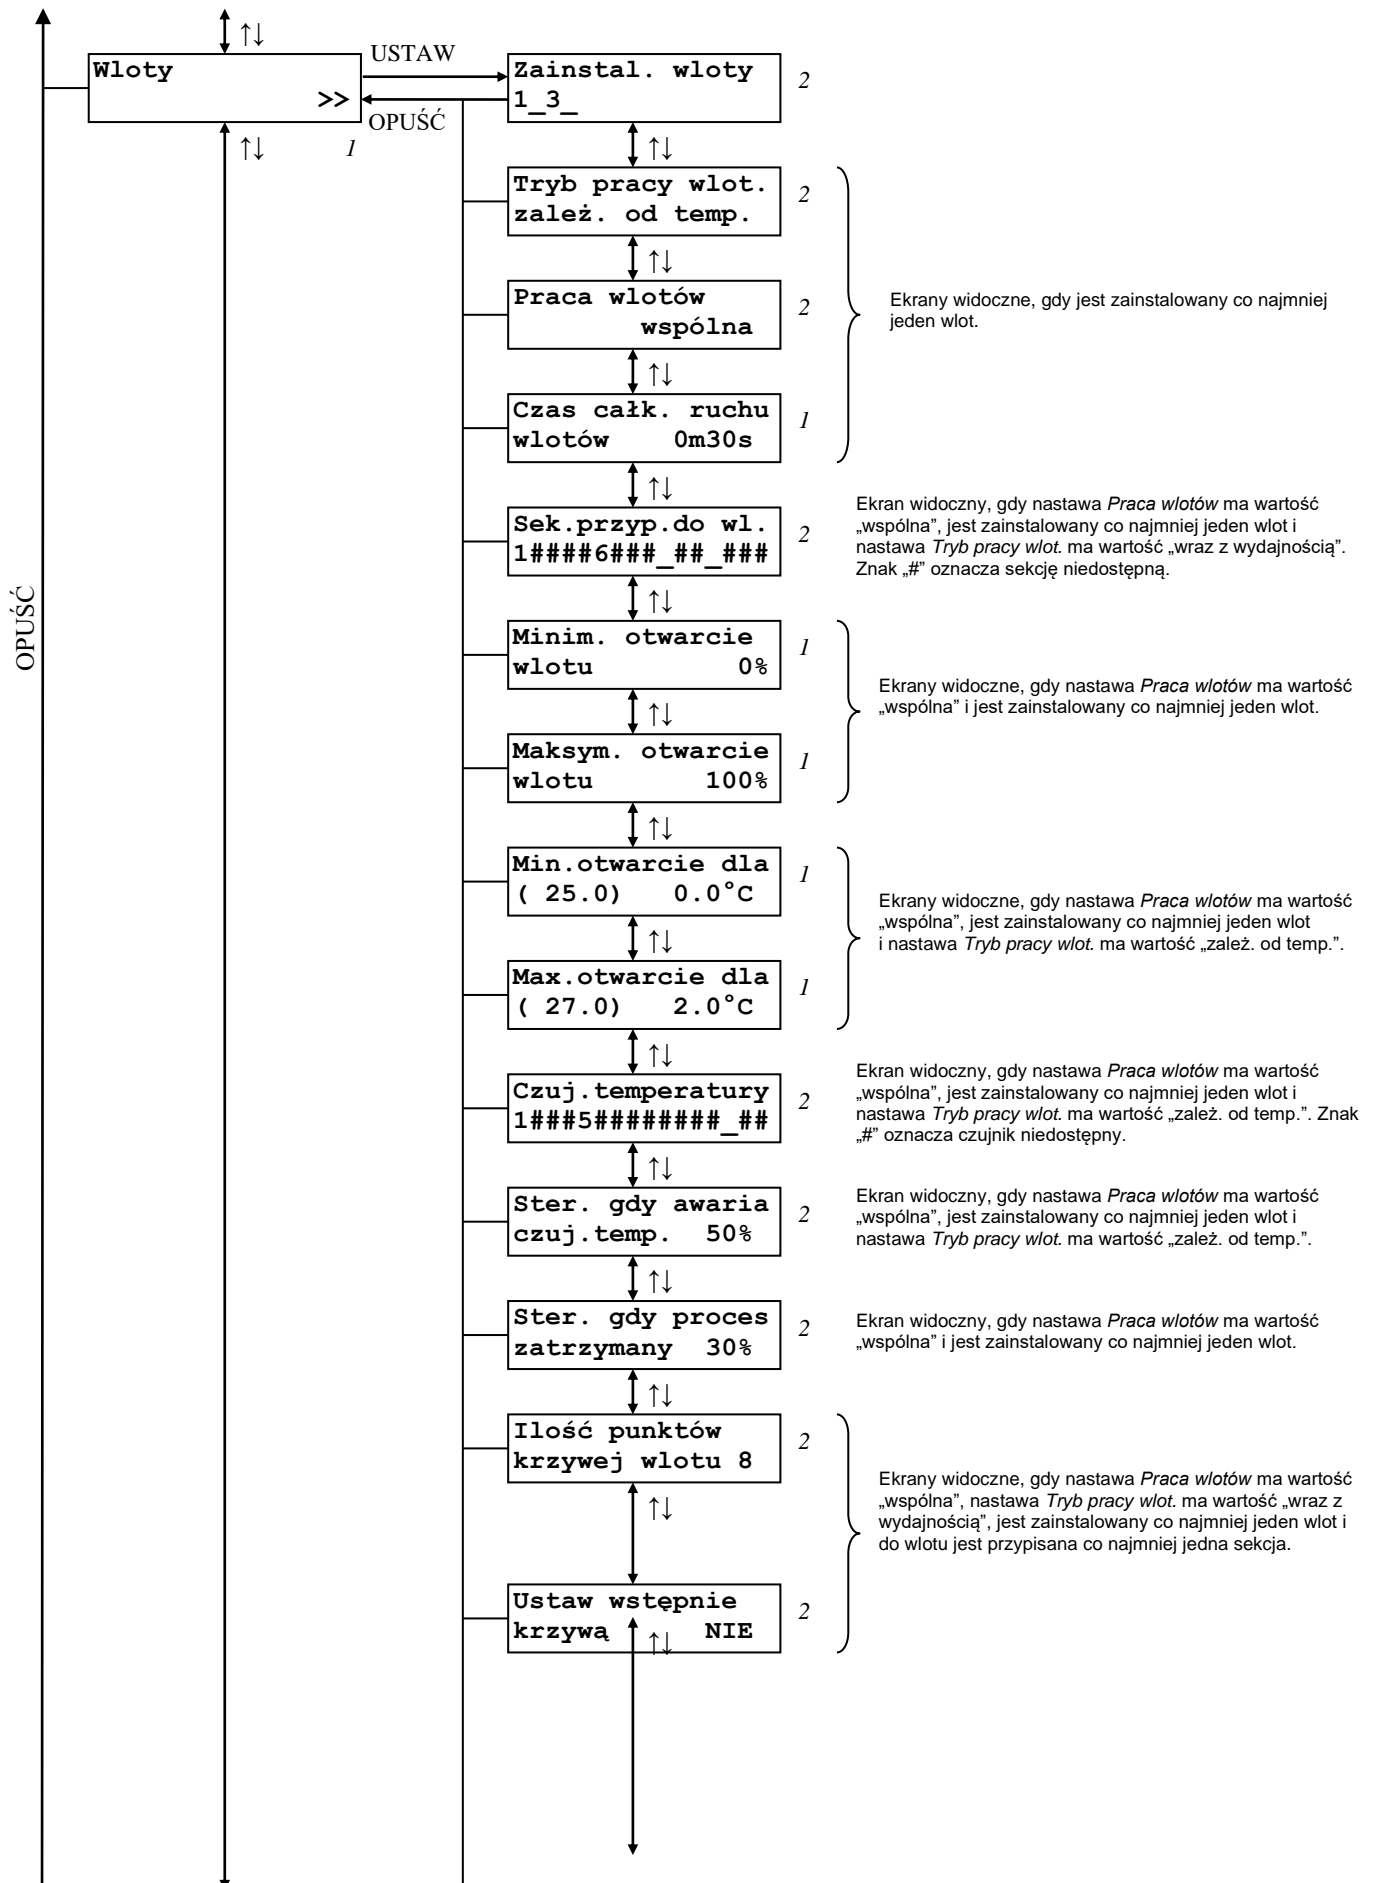 ↑↓
Wloty
>>
USTAW
OPUŚĆ
↑↓
1
OPUŚĆ
Zainstal. wloty
1_3_
2
↑↓
Tryb pracy wlot.
zależ. od temp.
2
↑↓
Praca wlotów
wspólna
2
Ekrany widoczne, gdy jest zainstalowany co najmniej
jeden wlot.
↑↓
Czas całk. ruchu
wlotów 0m30s
1
↑↓
Sek.przyp.do wl.
1####6###_##_###
2
Ekran widoczny, gdy nastawa Praca wlotów ma wartość
„wspólna”, jest zainstalowany co najmniej jeden wlot i
nastawa Tryb pracy wlot. ma wartość „wraz z wydajnością”.
Znak „#” oznacza sekcję niedostępną.
↑↓
Minim. otwarcie
wlotu 0%
1
Ekrany widoczne, gdy nastawa Praca wlotów ma wartość
„wspólna” i jest zainstalowany co najmniej jeden wlot.
↑↓
Maksym. otwarcie
wlotu 100%
1
↑↓
Min.otwarcie dla
( 25.0) 0.0°C
1
Ekrany widoczne, gdy nastawa Praca wlotów ma wartość
„wspólna”, jest zainstalowany co najmniej jeden wlot
i nastawa Tryb pracy wlot. ma wartość „zależ. od temp.”.
↑↓
Max.otwarcie dla
( 27.0) 2.0°C
1
↑↓
Czuj.temperatury
1###5########_##
2
Ekran widoczny, gdy nastawa Praca wlotów ma wartość
„wspólna”, jest zainstalowany co najmniej jeden wlot i
nastawa Tryb pracy wlot. ma wartość „zależ. od temp.”. Znak
„#” oznacza czujnik niedostępny.
↑↓
Ster. gdy awaria
czuj.temp. 50%
2
Ekran widoczny, gdy nastawa Praca wlotów ma wartość
„wspólna”, jest zainstalowany co najmniej jeden wlot i
nastawa Tryb pracy wlot. ma wartość „zależ. od temp.”.
↑↓
Ster. gdy proces
zatrzymany 30%
2
Ekran widoczny, gdy nastawa Praca wlotów ma wartość
„wspólna” i jest zainstalowany co najmniej jeden wlot.
↑↓
Ilość punktów
krzywej wlotu 8
2
Ekrany widoczne, gdy nastawa Praca wlotów ma wartość
„wspólna”, nastawa Tryb pracy wlot. ma wartość „wraz z
wydajnością”, jest zainstalowany co najmniej jeden wlot i
do wlotu jest przypisana co najmniej jedna sekcja.
↑↓
Ustaw wstępnie
krzywą NIE
2
↑↓